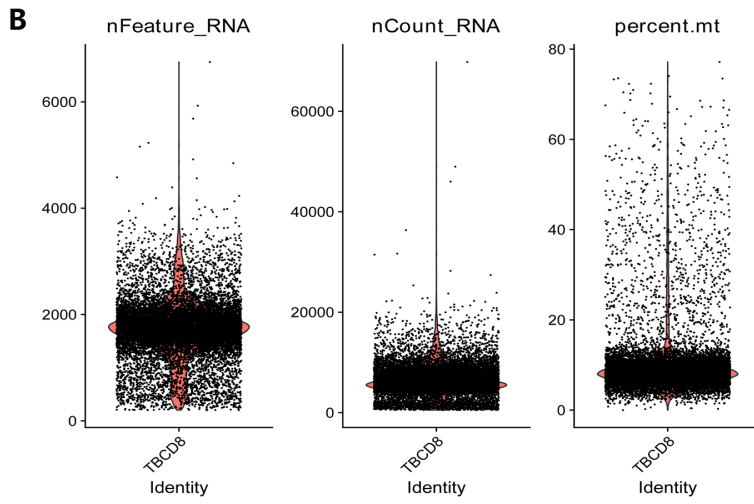 B
nFeature_RNA
6000
4000
2000
0
TBCD8
Identity
nCount_RNA
60000
40000
20000
0
TBCD8
Identity
percent.mt
80
60
40
20
0
TBCD8
Identity